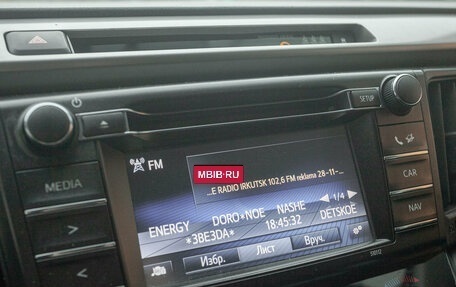 SETUP
MEDIA
CAR
NAV
FM
MBIB·RU
...E RADIO IRKUTSK 102,6 FM reklama 28-11-...
1/4
ENERGY DORO*NOE NASHE DETSKOE
*ЗВЕЗДА* 18:45:32
Избр. Лист Вруч.